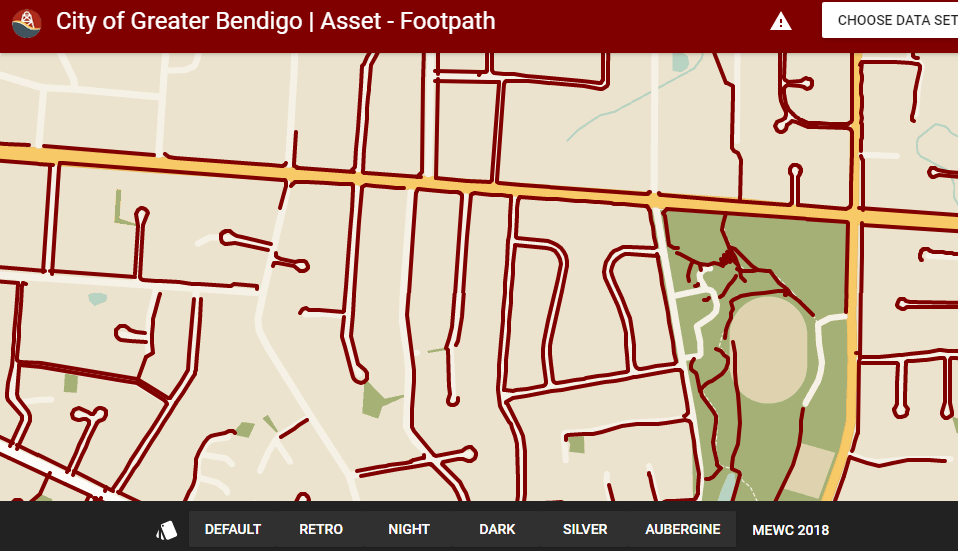 City of Greater Bendigo | Asset - Footpath
CHOOSE DATA SET
DEFAULT RETRO NIGHT DARK SILVER AUBERGINE MEWC 2018